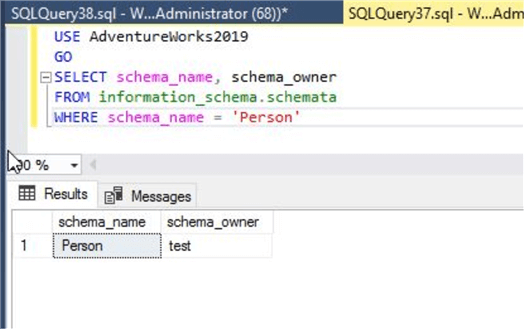 SQLQuery38.sql - W...Administrator (68))* SQLQuery37.sql - W...Adm
USE AdventureWorks2019
GO
SELECT schema_name, schema_owner
FROM information_schema.schemata
WHERE schema_name = 'Person'
Results Messages
schema_name schema_owner
1 Person test